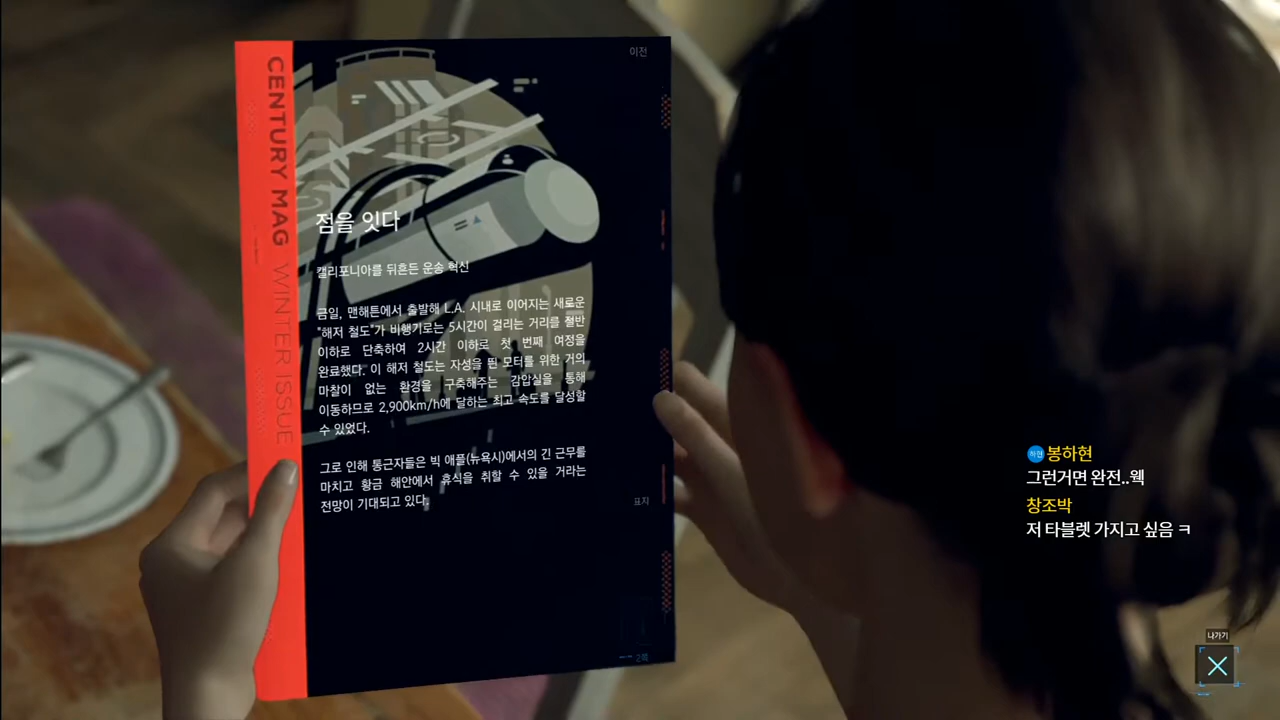 이전
CENTURY MAG WINTER ISSUE
점을 잇다
캘리포니아를 뒤흔든 운송 혁신
금일, 맨해튼에서 출발해 L.A. 시내로 이어지는 새로운
"해저 철도"가 비행기로는 5시간이 걸리는 거리를 절반
이하로 단축하여 2시간 이하로 첫 번째 여정을
완료했다. 이 해저 철도는 자성을 띈 모터를 위한 거의
마찰이 없는 환경을 구축해주는 감압실을 통해
이동하므로 2,900km/h에 달하는 최고 속도를 달성할
수 있었다.
그로 인해 통근자들은 빅 애플(뉴욕시)에서의 긴 근무를
마치고 황금 해안에서 휴식을 취할 수 있을 거라는
전망이 기대되고 있다.
표지
2쪽
하현 봉하현
그런거면 완전..웩
창조박
저 타블렛 가지고 싶음 ㅋ
나가기